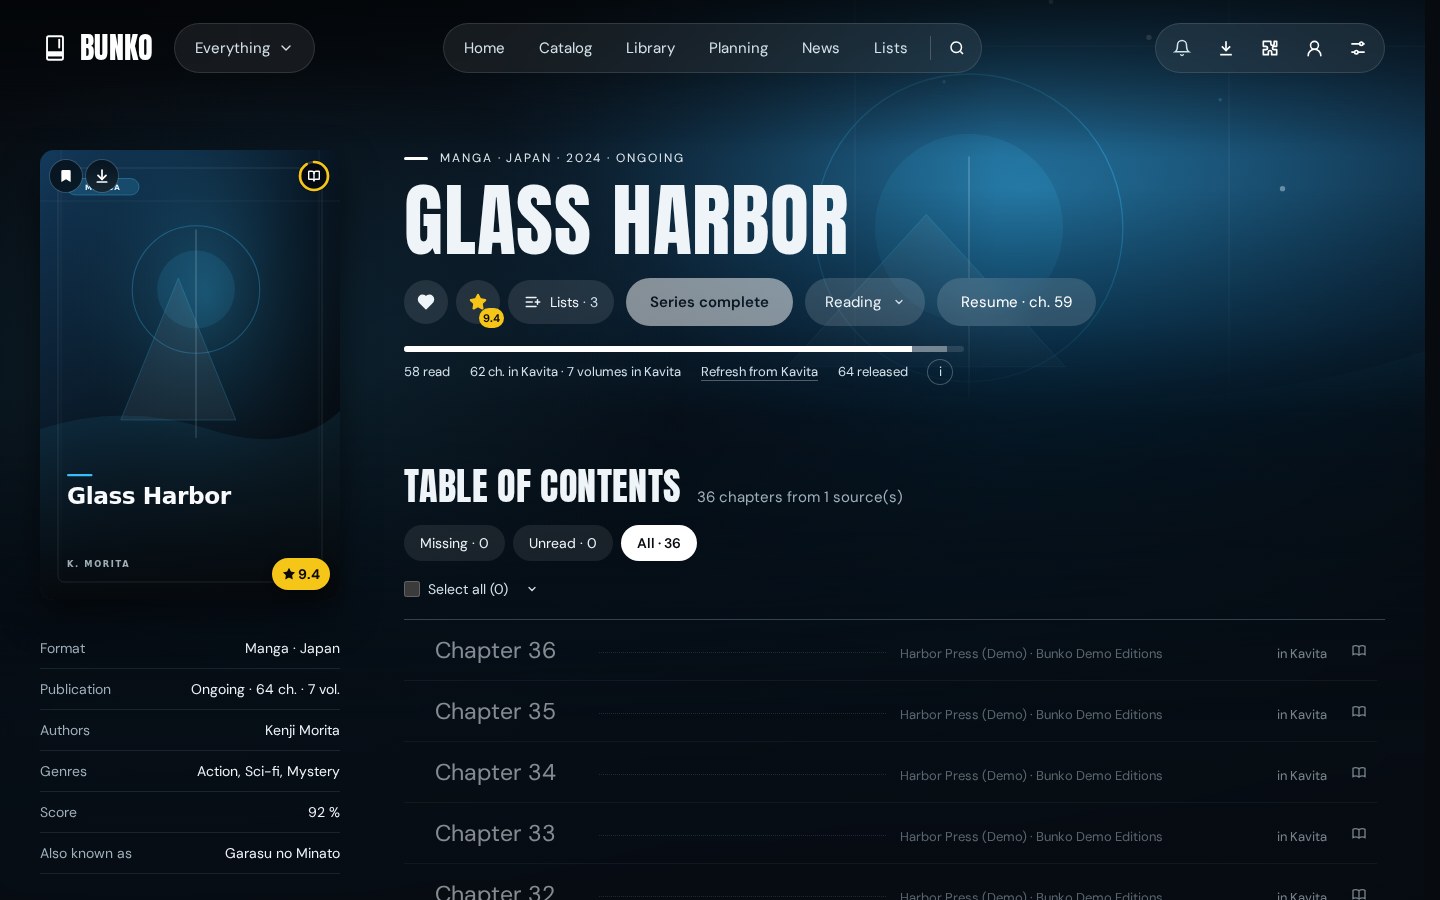 BUNKO
Everything
Home Catalog Library Planning News Lists
MANGA · JAPAN · 2024 · ONGOING
GLASS HARBOR
Lists · 3 Series complete Reading Resume · ch. 59
9.4
58 read 62 ch. in Kavita · 7 volumes in Kavita Refresh from Kavita 64 released i
Glass Harbor
K. MORITA
9.4
Format Manga · Japan
Publication Ongoing · 64 ch. · 7 vol.
Authors Kenji Morita
Genres Action, Sci-fi, Mystery
Score 92 %
Also known as Garasu no Minato
TABLE OF CONTENTS 36 chapters from 1 source(s)
Missing · 0 Unread · 0 All · 36
Select all (0)
Chapter 36 Harbor Press (Demo) · Bunko Demo Editions in Kavita
Chapter 35 Harbor Press (Demo) · Bunko Demo Editions in Kavita
Chapter 34 Harbor Press (Demo) · Bunko Demo Editions in Kavita
Chapter 33 Harbor Press (Demo) · Bunko Demo Editions in Kavita
Chapter 32 Harbor Press (Demo) · Bunko Demo Editions in Kavita